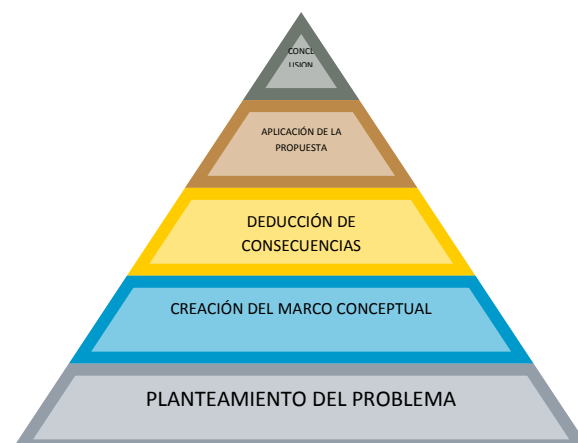 CONCL
USION
APLICACIÓN DE LA
PROPUESTA
DEDUCCIÓN DE
CONSECUENCIAS
CREACIÓN DEL MARCO CONCEPTUAL
PLANTEAMIENTO DEL PROBLEMA